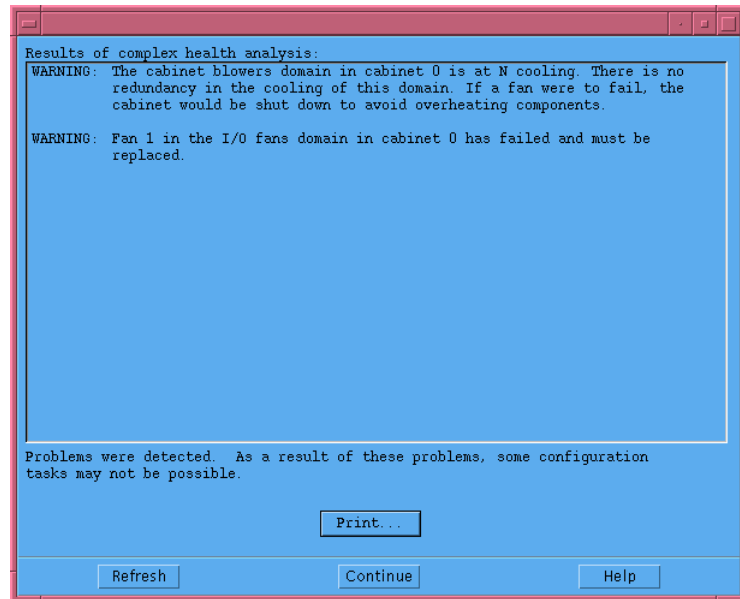 Results of complex health analysis:
WARNING: The cabinet blowers domain in cabinet 0 is at N cooling. There is no
redundancy in the cooling of this domain. If a fan were to fail, the
cabinet would be shut down to avoid overheating components.
WARNING: Fan 1 in the I/O fans domain in cabinet 0 has failed and must be
replaced.
Problems were detected. As a result of these problems, some configuration
tasks may not be possible.
Print...
Refresh Continue Help